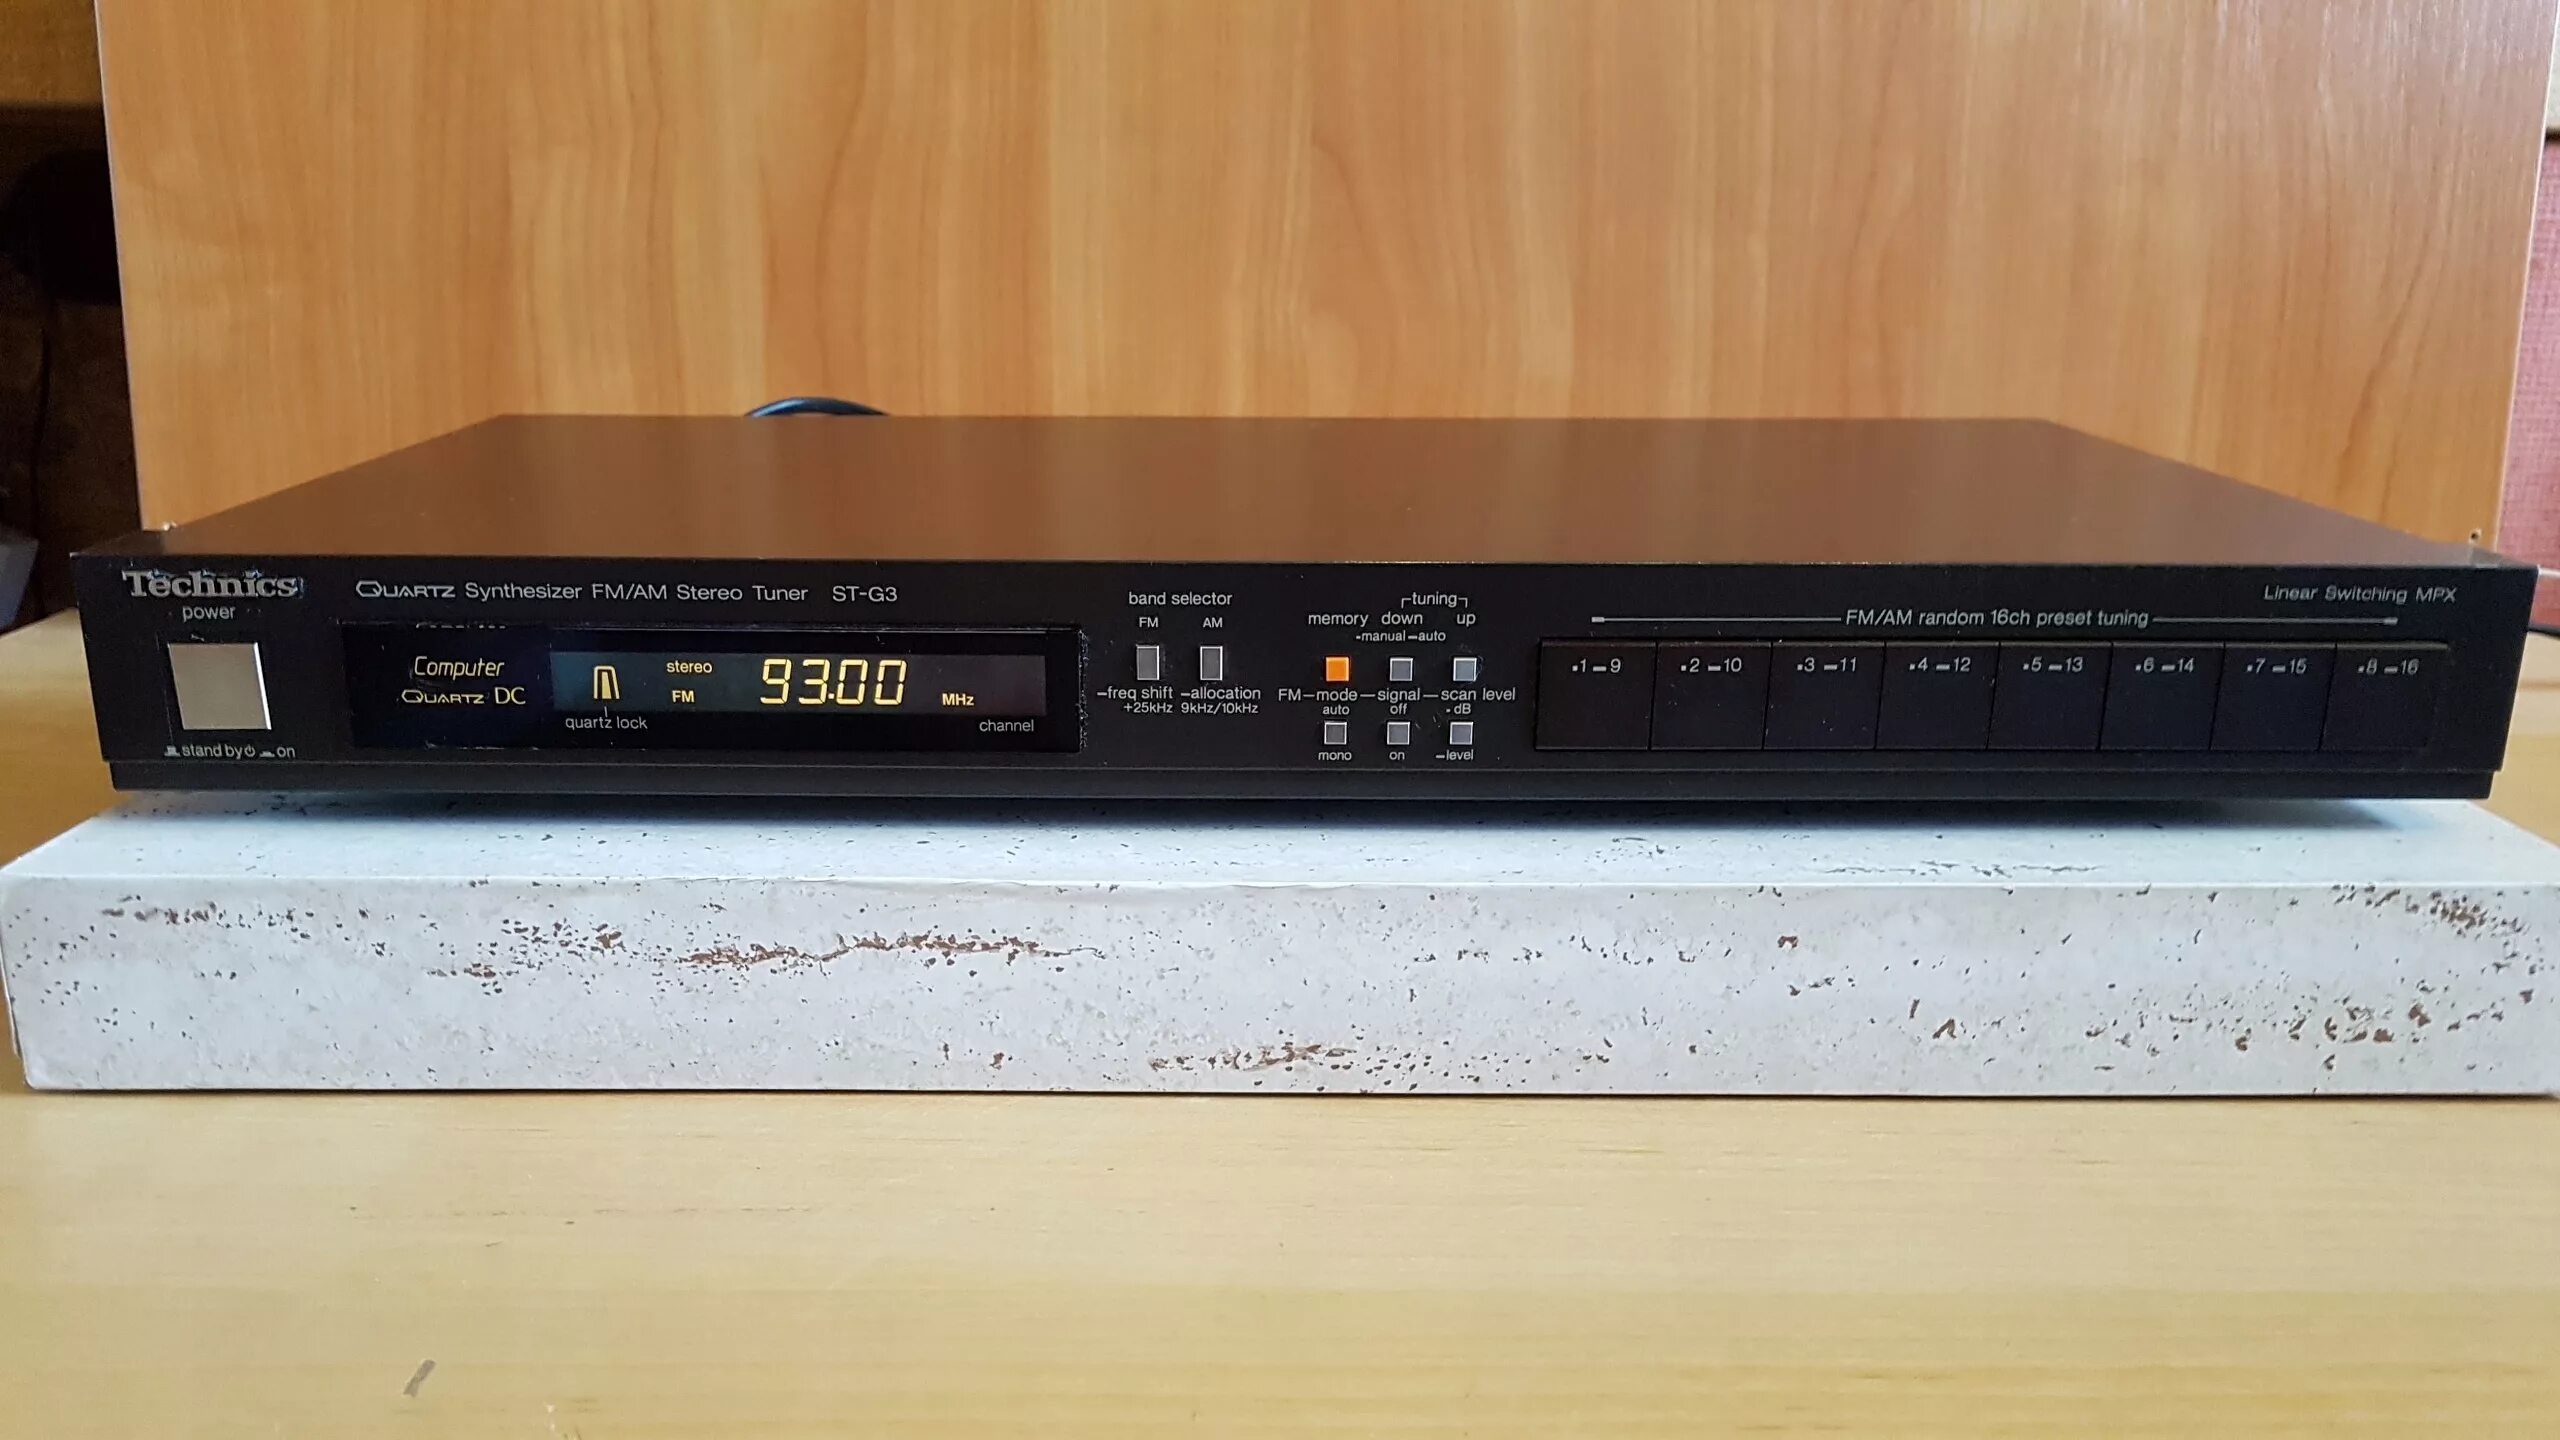 Technics
power
stand by ⏻ on
QUARTZ Synthesizer FM/AM Stereo Tuner ST-G3
Computer
QUARTZ DC
quartz lock
stereo
FM
93.00 MHz
channel
band selector
FM AM
–freq shift –allocation
+25kHz 9kHz/10kHz
tuning
memory down up
•manual –auto
FM–mode–signal–scan level
auto off •dB
mono on –level
Linear Switching MPX
FM/AM random 16ch preset tuning
•1 –9 •2 –10 •3 –11 •4 –12 •5 –13 •6 –14 •7 –15 •8 –16